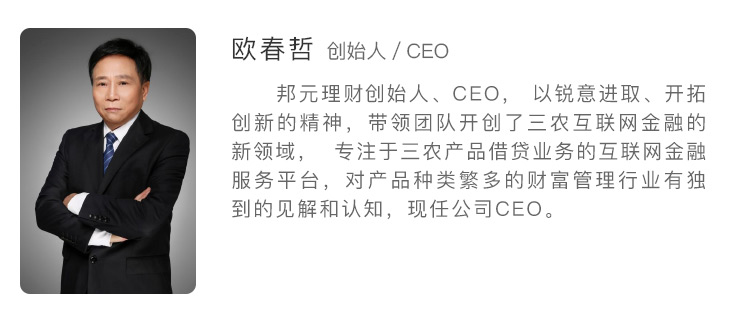 欧春哲 创始人 / CEO
邦元理财创始人、CEO， 以锐意进取、开拓
创新的精神，带领团队开创了三农互联网金融的
新领域， 专注于三农产品借贷业务的互联网金融
服务平台，对产品种类繁多的财富管理行业有独
到的见解和认知，现任公司CEO。